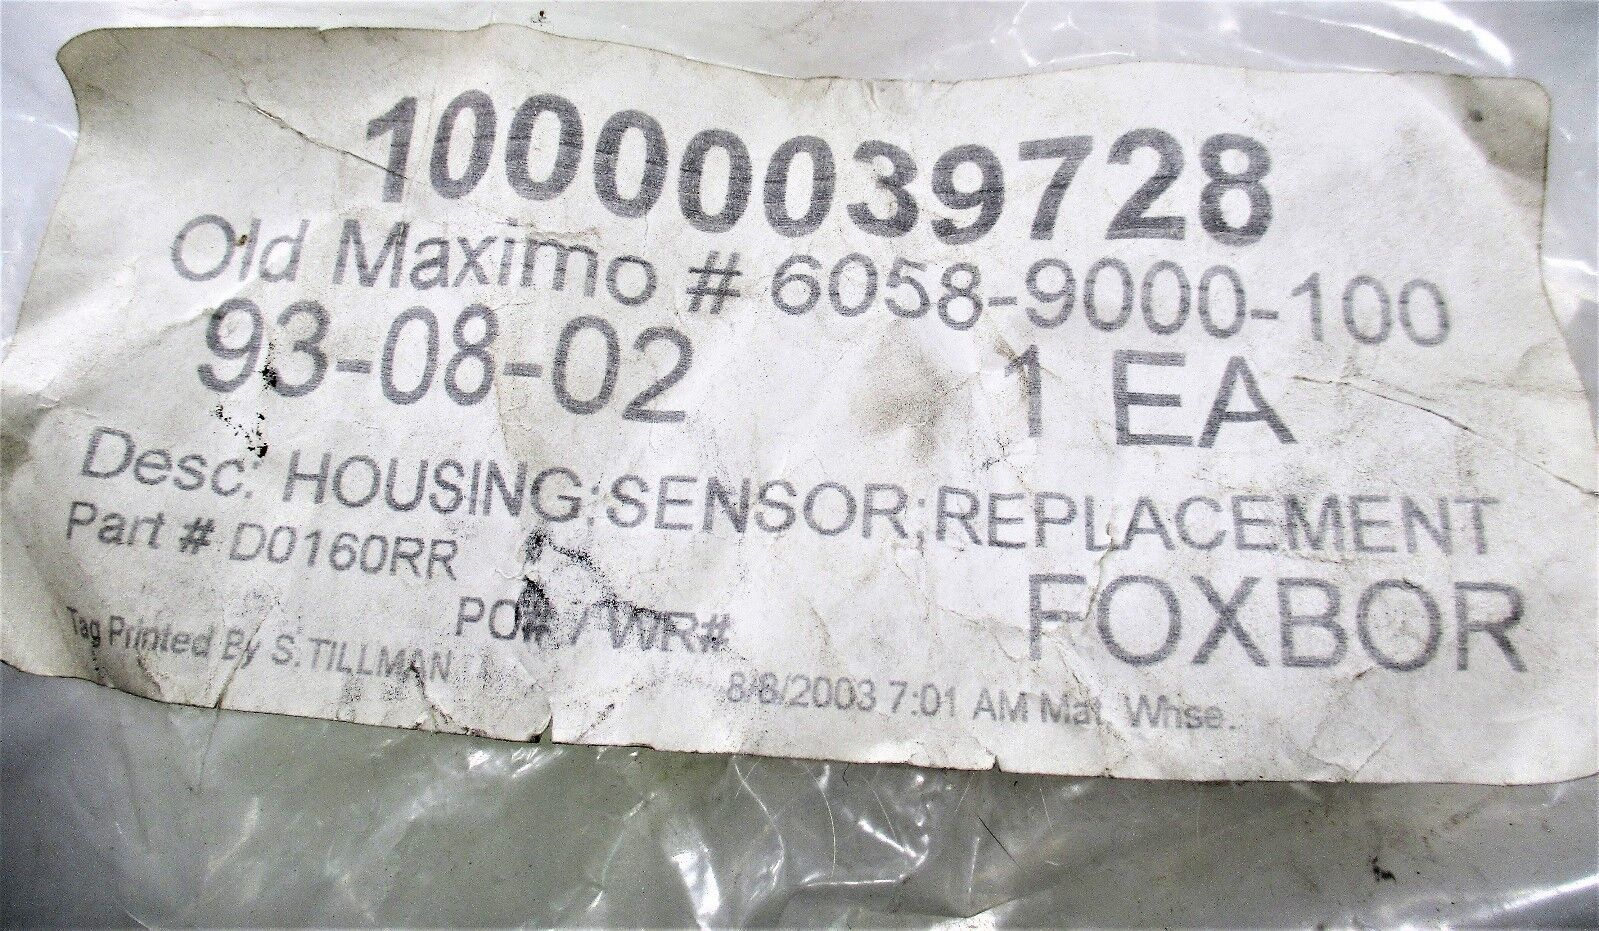 10000039728
Old Maximo # 6058-9000-100
93-08-02 1 EA
Desc: HOUSING;SENSOR;REPLACEMENT
Part # D0160RR
FOXBOR
PO# / WR#
Tag Printed By S.TILLMAN
8/8/2003 7:01 AM Mat. Whse.